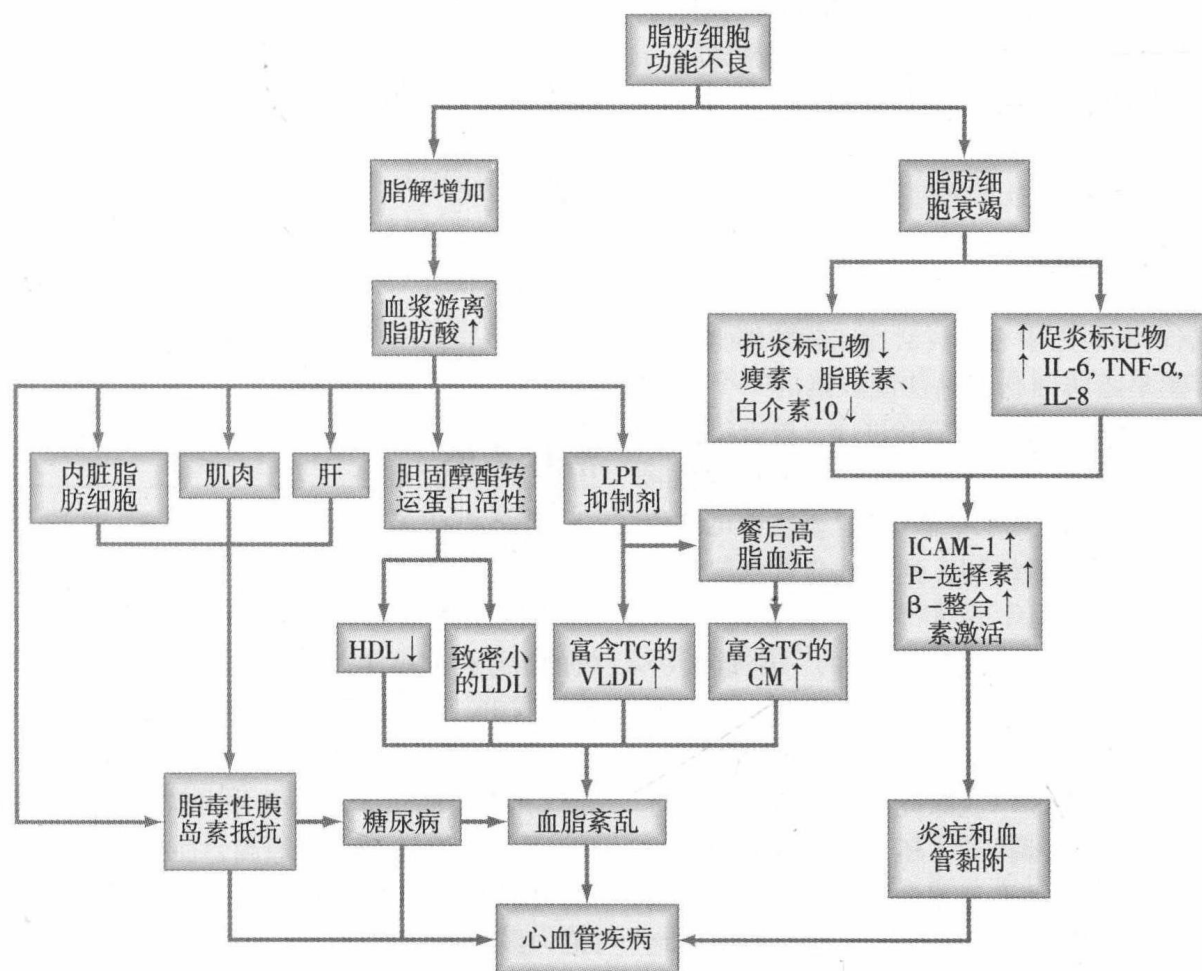 脂肪细胞
功能不良
脂解增加
脂肪细
胞衰竭
血浆游离
脂肪酸↑
抗炎标记物↓
瘦素、脂联素、
白介素10↓
↑促炎标记物
↑IL-6, TNF-α,
IL-8
内脏脂
肪细胞
肌肉
肝
胆固醇酯转
运蛋白活性
LPL
抑制剂
餐后高
脂血症
ICAM-1↑
P-选择素↑
β-整合↑
素激活
HDL↓
致密小
的LDL
富含TG的
VLDL↑
富含TG的
CM↑
脂毒性胰
岛素抵抗
糖尿病
血脂紊乱
炎症和血
管黏附
心血管疾病